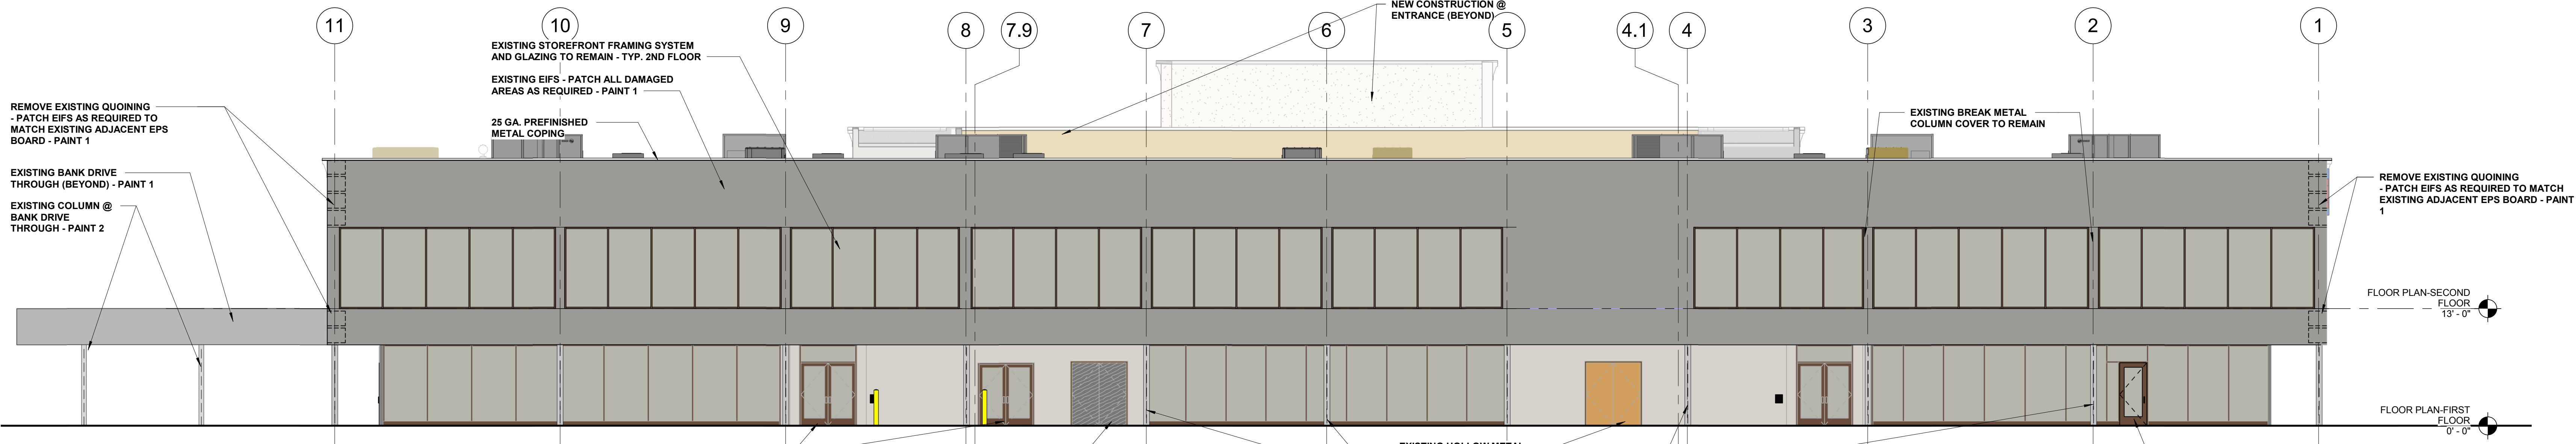 NEW CONSTRUCTION @
ENTRANCE (BEYOND)
11
10
9
8
7.9
7
6
5
4.1
4
3
2
1
EXISTING STOREFRONT FRAMING SYSTEM
AND GLAZING TO REMAIN - TYP. 2ND FLOOR
EXISTING EIFS - PATCH ALL DAMAGED
AREAS AS REQUIRED - PAINT 1
25 GA. PREFINISHED
METAL COPING
REMOVE EXISTING QUOINING
- PATCH EIFS AS REQUIRED TO
MATCH EXISTING ADJACENT EPS
BOARD - PAINT 1
EXISTING BANK DRIVE
THROUGH (BEYOND) - PAINT 1
EXISTING COLUMN @
BANK DRIVE
THROUGH - PAINT 2
EXISTING BREAK METAL
COLUMN COVER TO REMAIN
REMOVE EXISTING QUOINING
- PATCH EIFS AS REQUIRED TO MATCH
EXISTING ADJACENT EPS BOARD - PAINT
1
FLOOR PLAN-SECOND
FLOOR
13' - 0"
FLOOR PLAN-FIRST
FLOOR
0' - 0"
EXISTING HOLLOW METAL